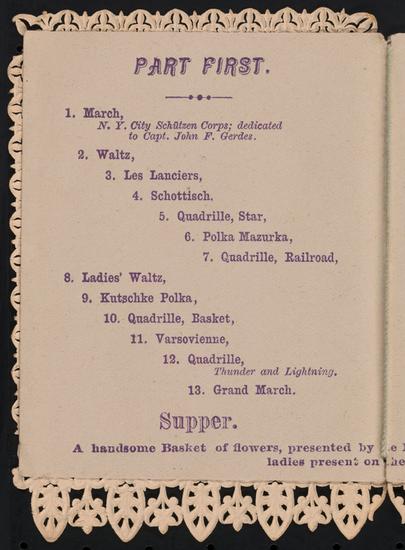 PART FIRST.
1. March,
N. Y. City Schützen Corps; dedicated
to Capt. John F. Gerdes.
2. Waltz,
3. Les Lanciers,
4. Schottisch,
5. Quadrille, Star,
6. Polka Mazurka,
7. Quadrille, Railroad,
8. Ladies' Waltz,
9. Kutschke Polka,
10. Quadrille, Basket,
11. Varsovienne,
12. Quadrille,
Thunder and Lightning.
13. Grand March.
Supper.
A handsome Basket of flowers, presented by
ladies present on